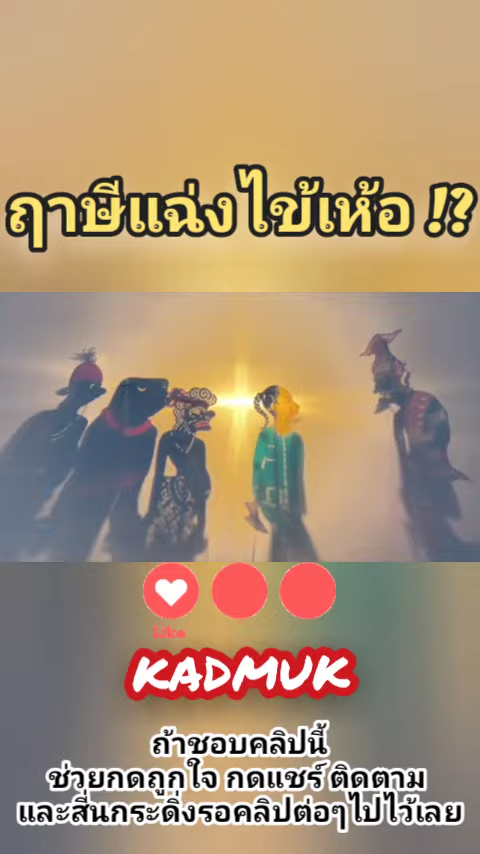 ฤาษีแฉ่ง ไข้เห้อ !?
Like
KADMUK
ถ้าชอบคลิปนี้
ช่วยกดถูกใจ กดแชร์ ติดตาม
และสั่นกระดิ่งรอคลิปต่อๆไปไว้เลย